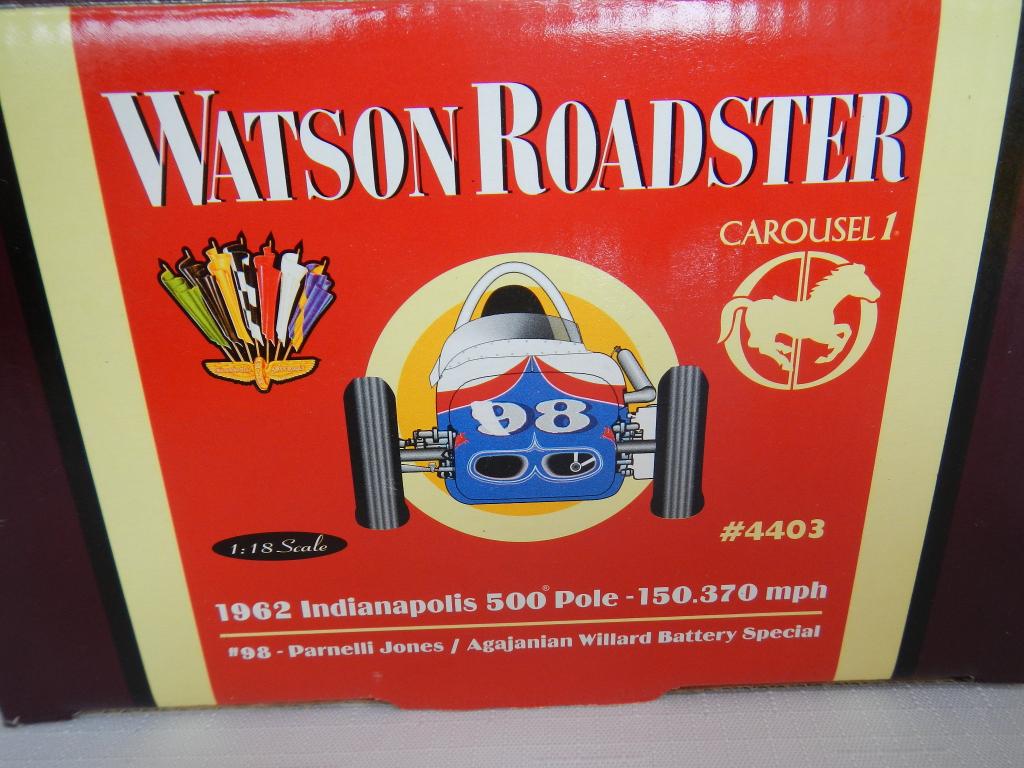 WATSON ROADSTER
CAROUSEL 1®
98
1:18 Scale
#4403
1962 Indianapolis 500® Pole - 150.370 mph
#98 - Parnelli Jones / Agajanian Willard Battery Special